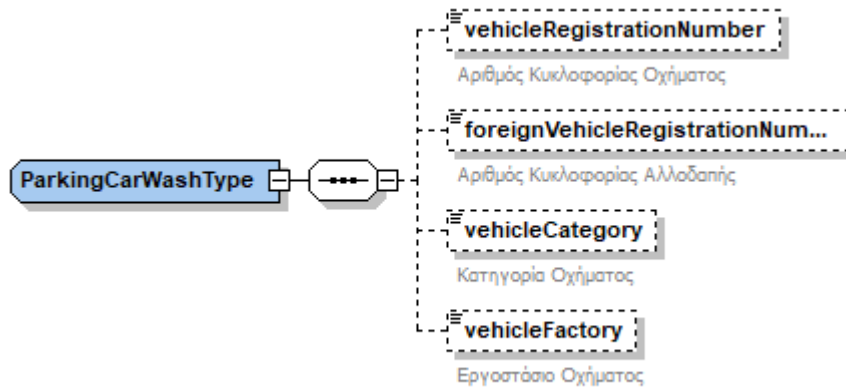 vehicleRegistrationNumber
Αριθμός Κυκλοφορίας Οχήματος
foreignVehicleRegistrationNum...
Αριθμός Κυκλοφορίας Αλλοδαπής
ParkingCarWashType
vehicleCategory
Κατηγορία Οχήματος
vehicleFactory
Εργοστάσιο Οχήματος